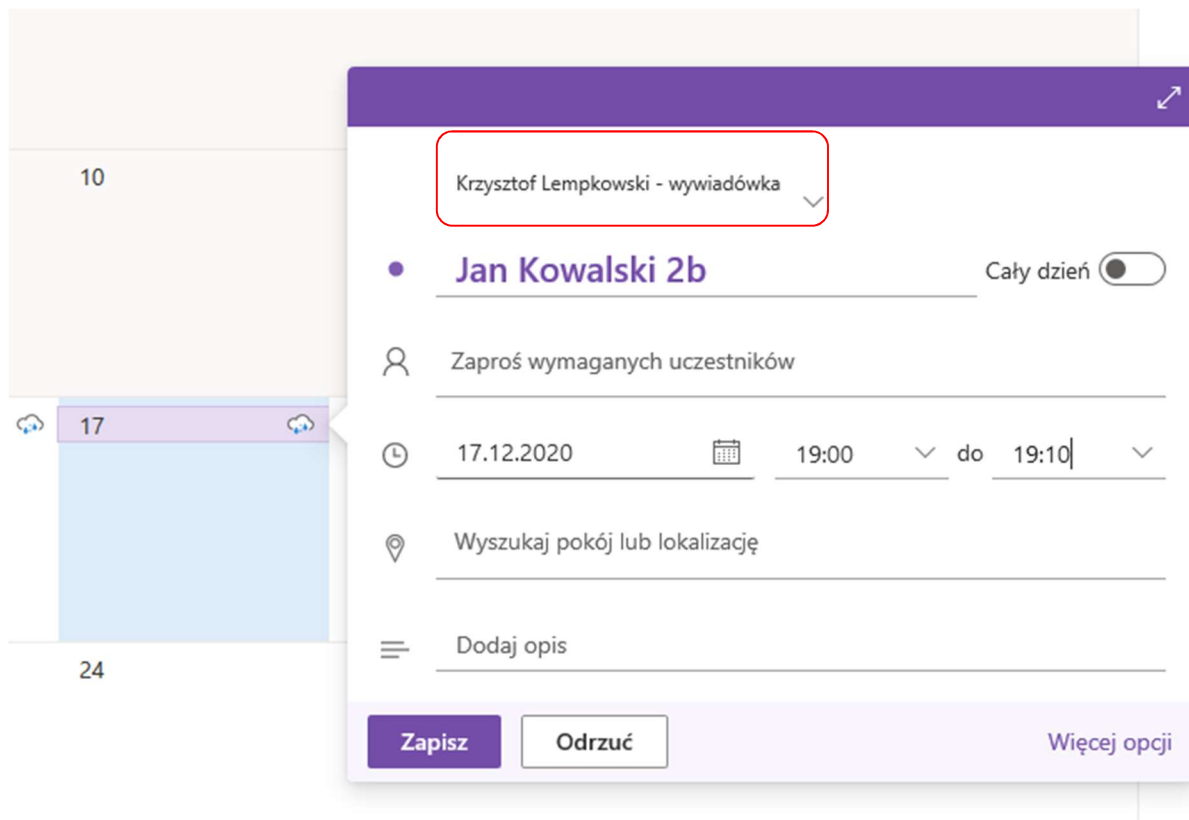 10
Krzysztof Lempkowski - wywiadówka
Jan Kowalski 2b
Cały dzień
Zaproś wymaganych uczestników
17
17.12.2020 19:00 do 19:10
Wyszukaj pokój lub lokalizację
Dodaj opis
24
Zapisz Odrzuć Więcej opcji